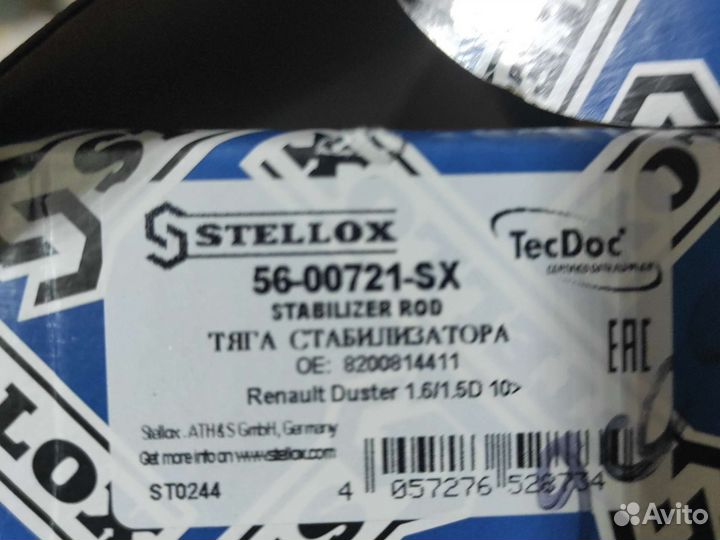 STELLOX
TecDoc
56-00721-SX
STABILIZER ROD
ТЯГА СТАБИЛИЗАТОРА
OE: 8200814411
EAC
Renault Duster 1.6/1.5D 10>
Stellox . ATH&S GmbH, Germany
Get more info on www.stellox.com
ST0244
4 057276 528734
LOX
Avito